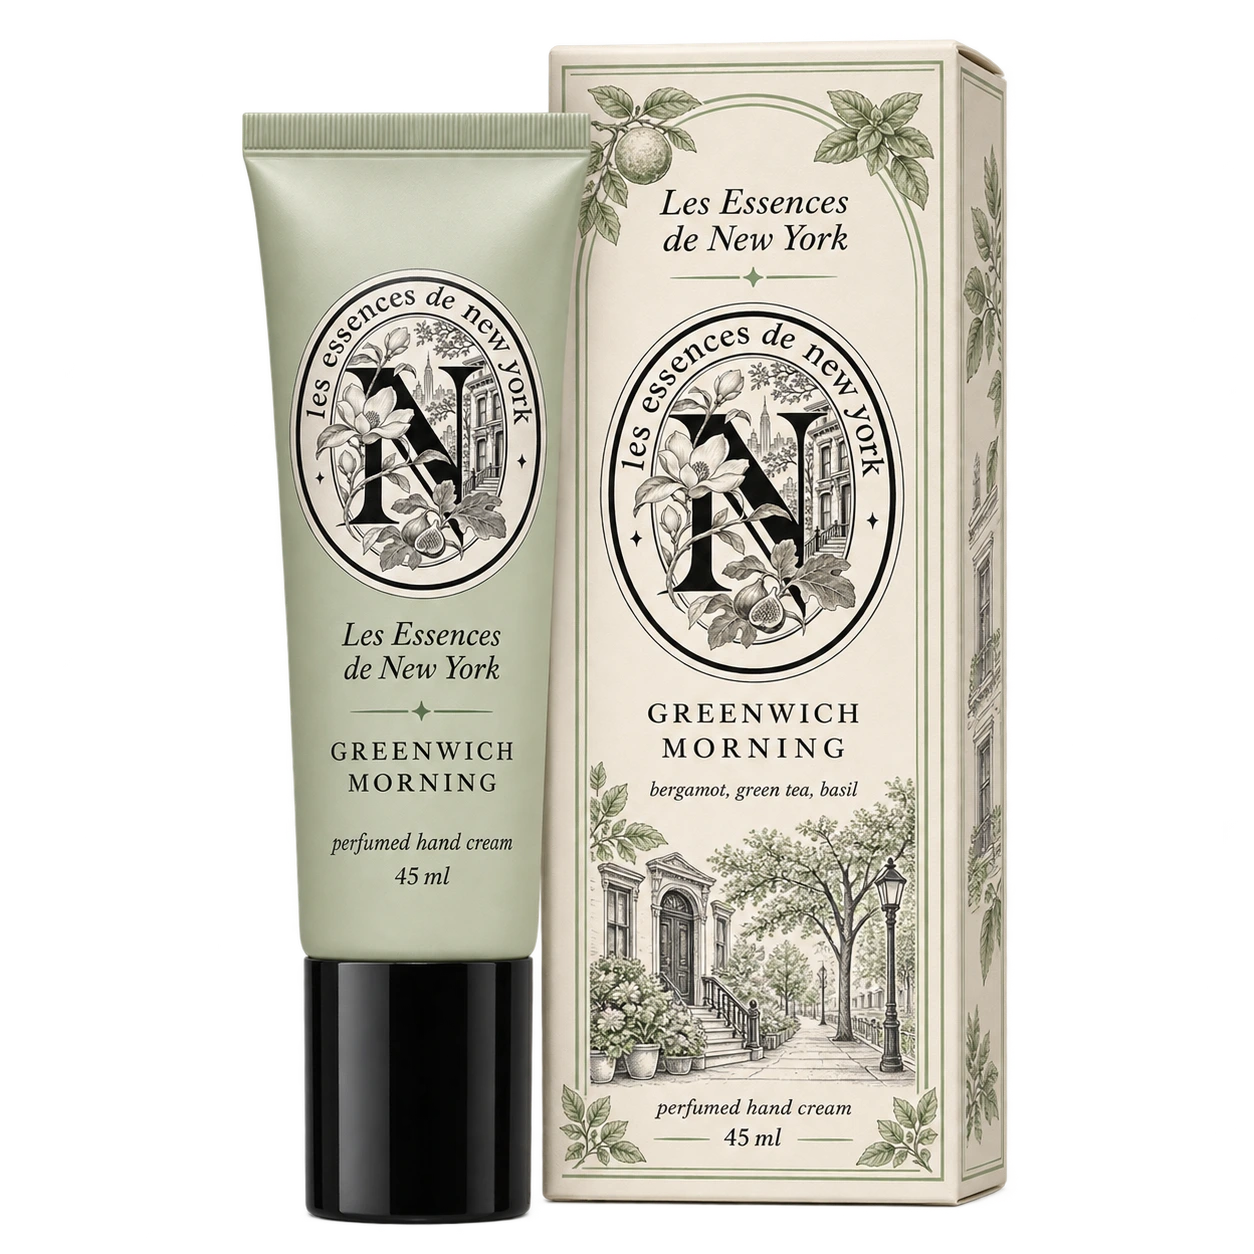 les essences de new york
N
Les Essences
de New York
GREENWICH
MORNING
perfumed hand cream
45 ml
Les Essences
de New York
les essences de new york
N
GREENWICH
MORNING
bergamot, green tea, basil
perfumed hand cream
45 ml